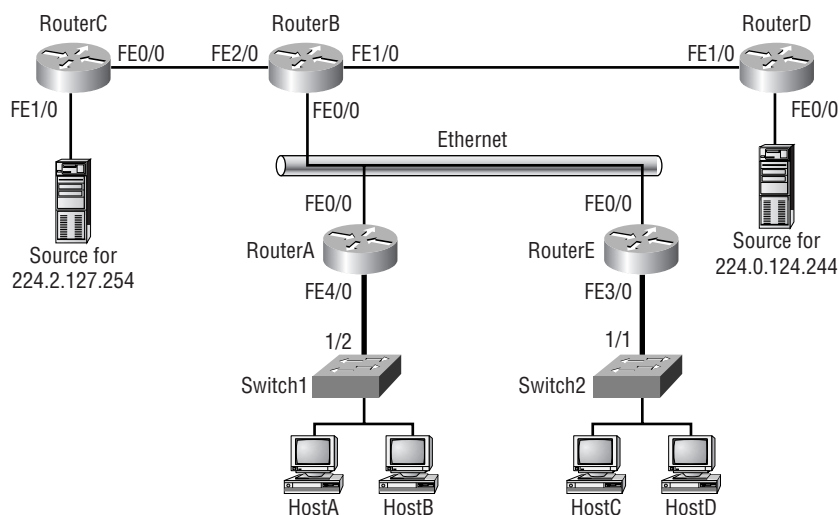 RouterC
RouterB
RouterD
FE0/0
FE2/0
FE1/0
FE1/0
FE1/0
FE0/0
FE0/0
Ethernet
Source for
224.2.127.254
FE0/0
FE0/0
Source for
224.0.124.244
RouterA
RouterE
FE4/0
FE3/0
1/2
1/1
Switch1
Switch2
HostA
HostB
HostC
HostD